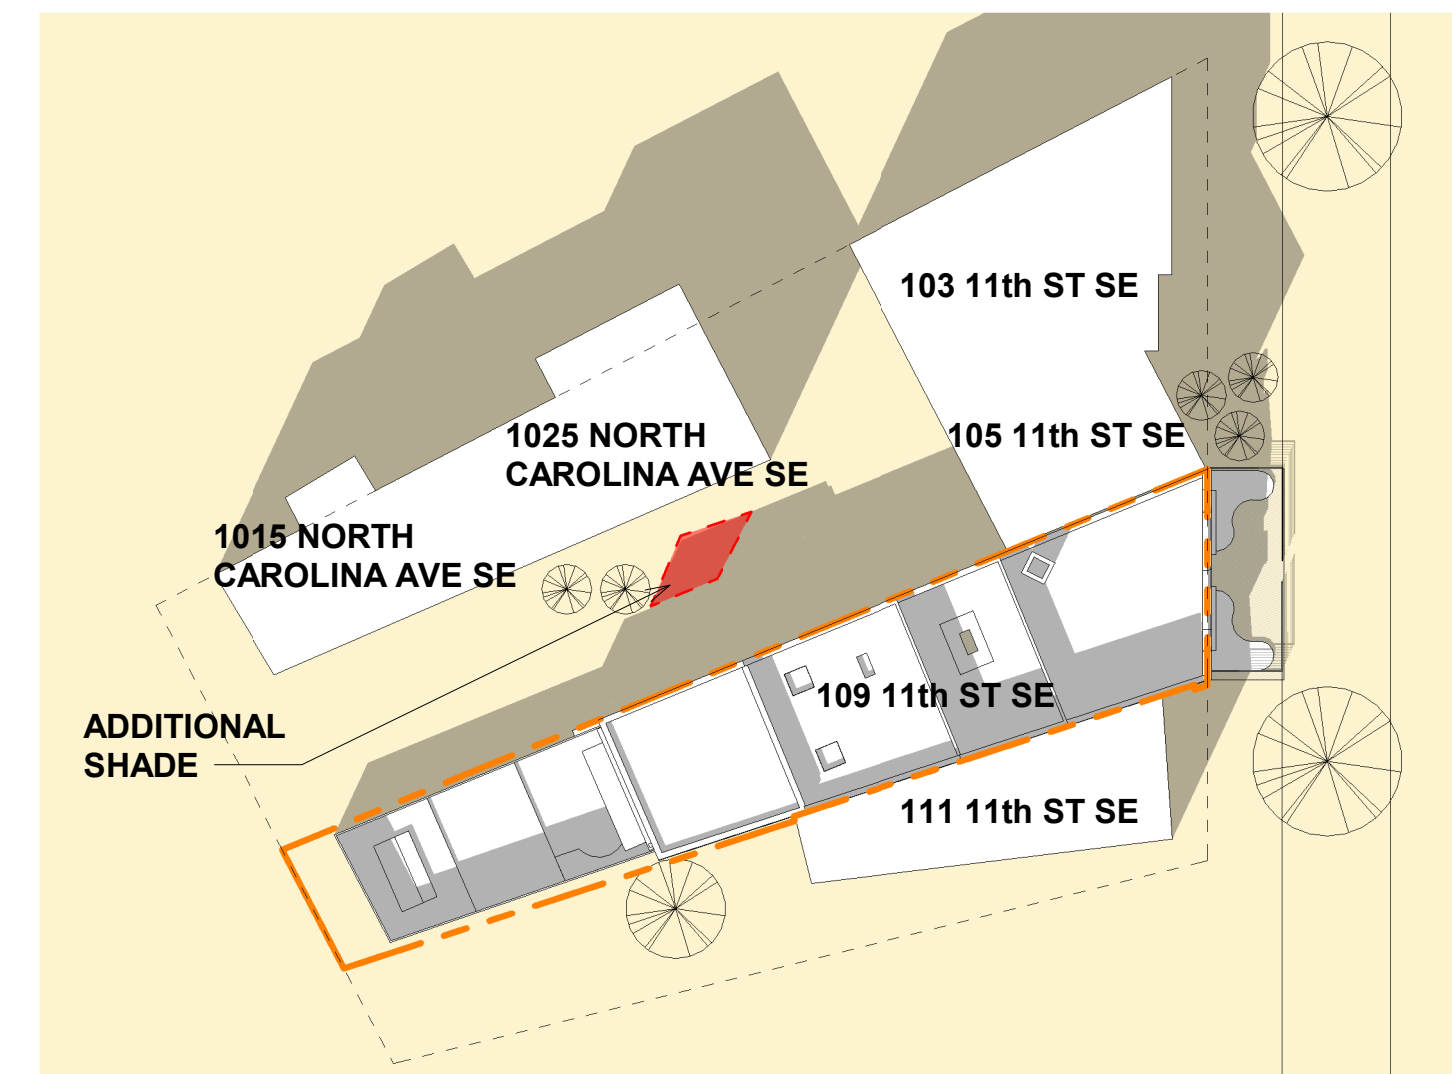 103 11th ST SE
105 11th ST SE
1025 NORTH
CAROLINA AVE SE
1015 NORTH
CAROLINA AVE SE
109 11th ST SE
ADDITIONAL
SHADE
111 11th ST SE